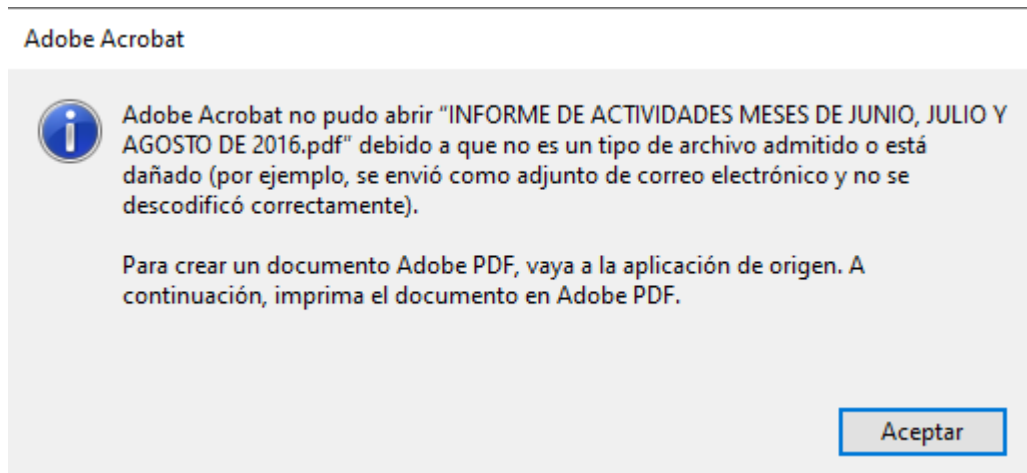 Adobe Acrobat
Adobe Acrobat no pudo abrir “INFORME DE ACTIVIDADES MESES DE JUNIO, JULIO Y
AGOSTO DE 2016.pdf” debido a que no es un tipo de archivo admitido o está
dañado (por ejemplo, se envió como adjunto de correo electrónico y no se
descodificó correctamente).
Para crear un documento Adobe PDF, vaya a la aplicación de origen. A
continuación, imprima el documento en Adobe PDF.
Aceptar